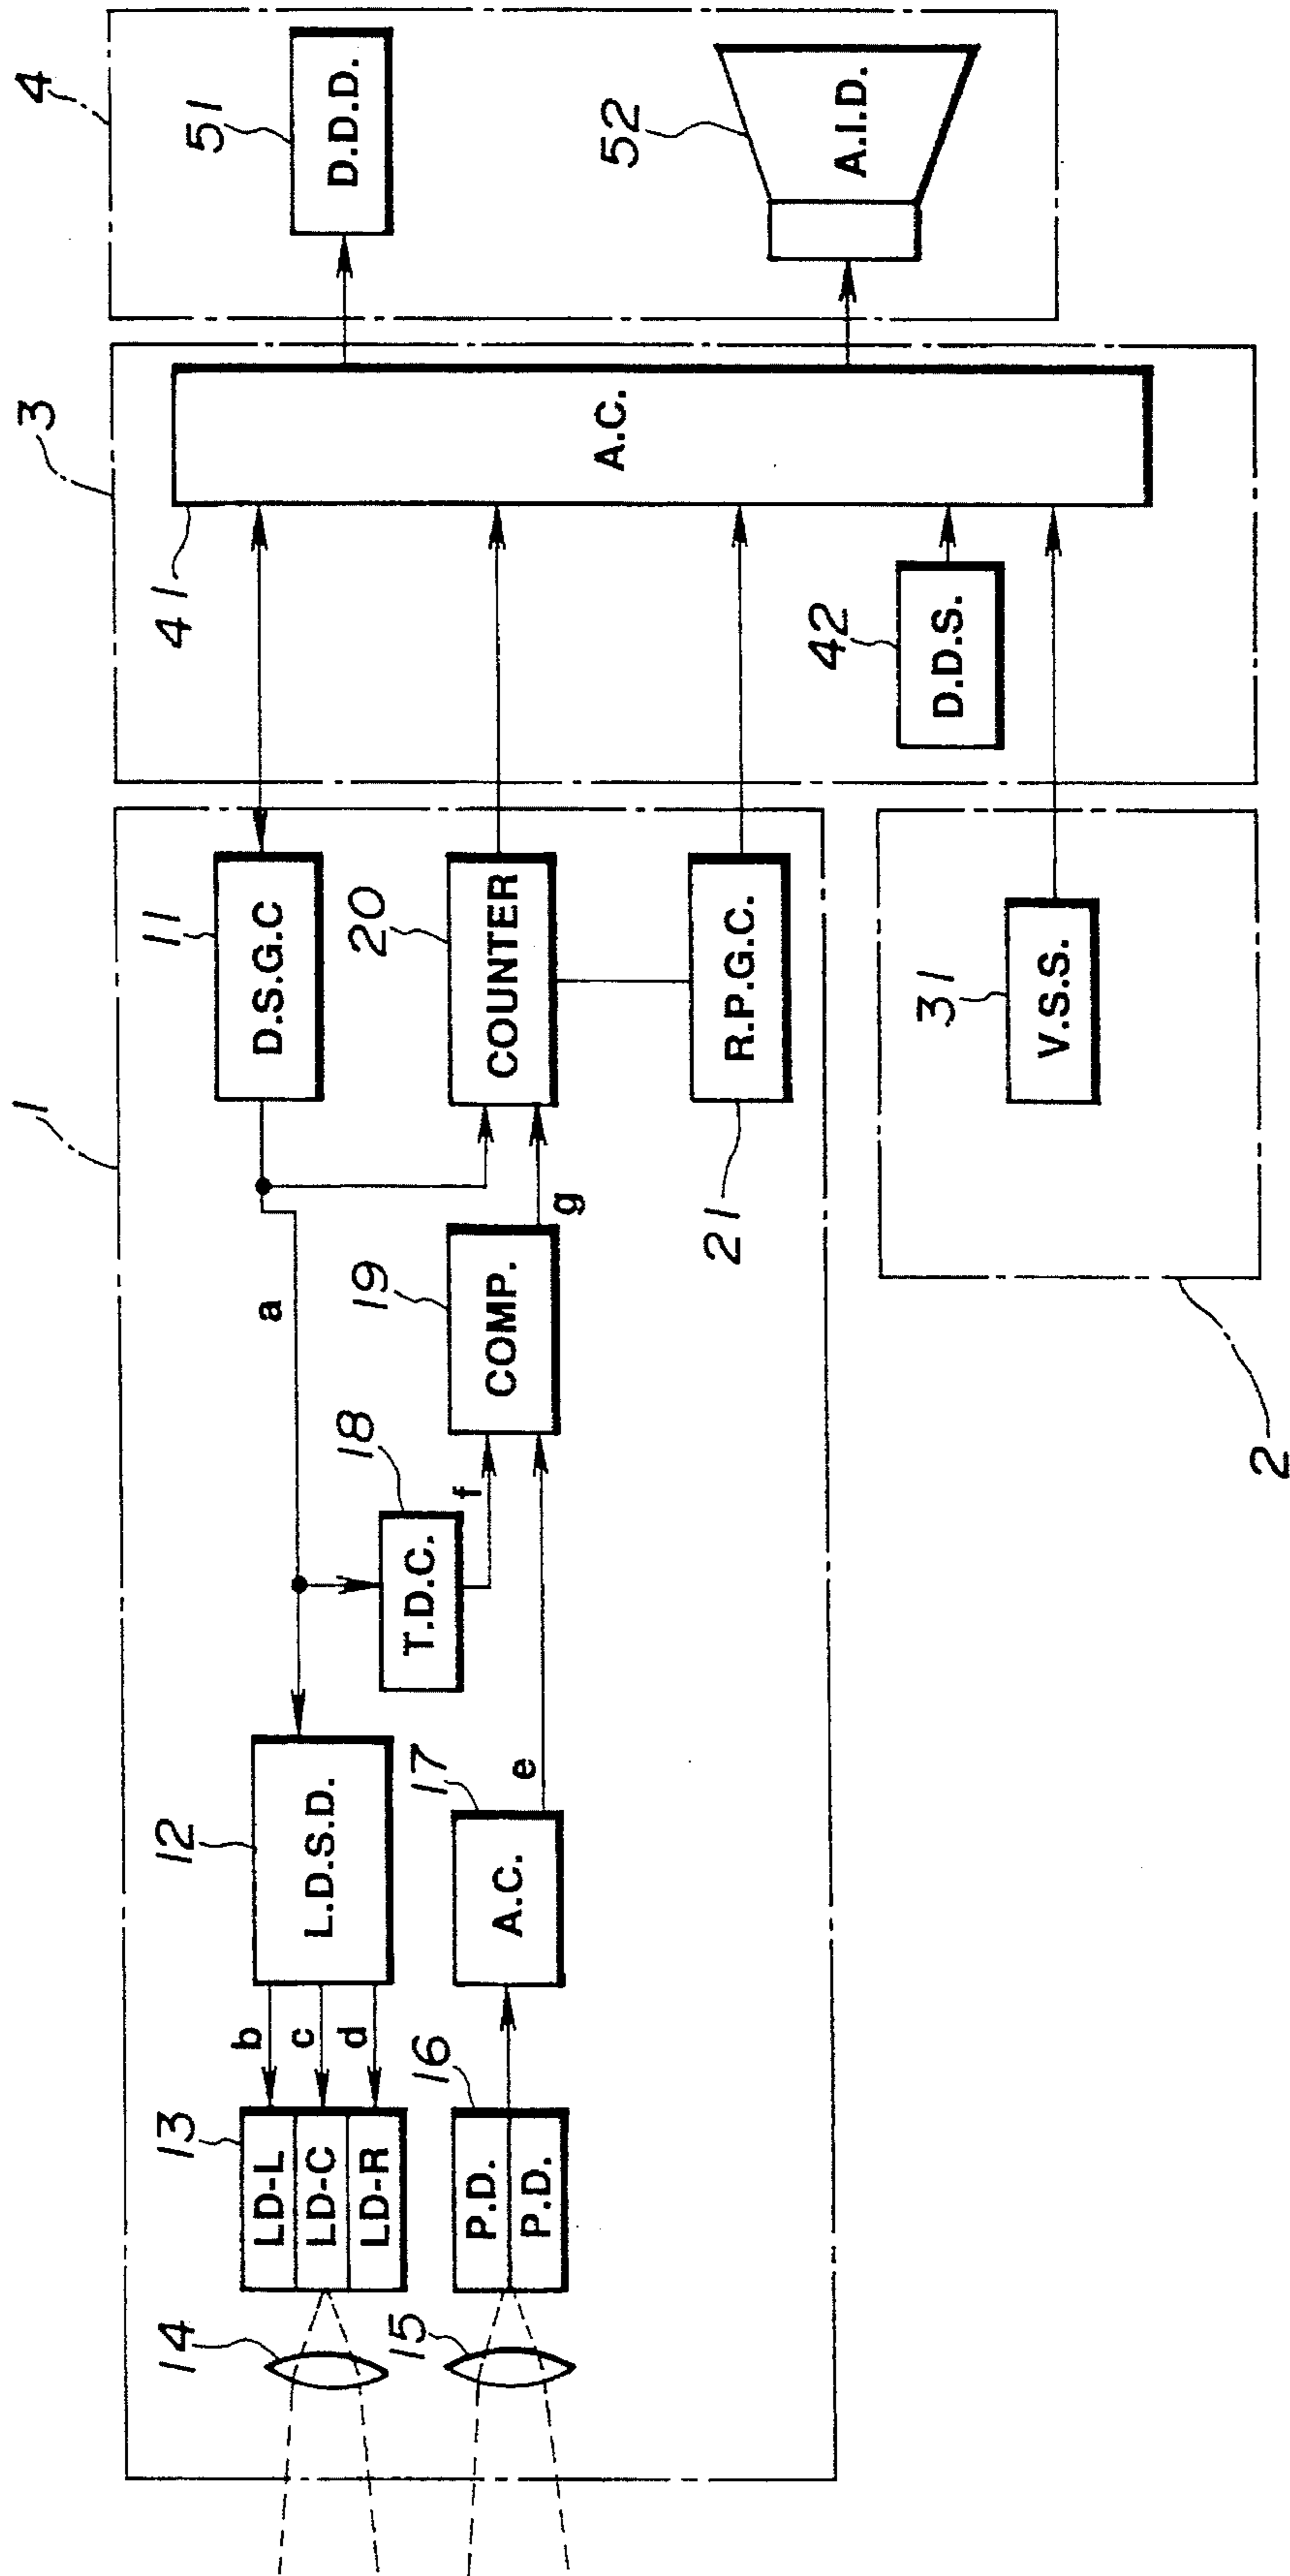 1
3
4
11
D.S.G.C
41
A.C.
51
D.D.D.
52
A.I.D.
12
L.D.S.D.
a
13
LD-L
LD-C
LD-R
b
c
d
14
15
16
P.D.
P.D.
17
A.C.
e
18
T.D.C.
f
19
COMP.
g
20
COUNTER
21
R.P.G.C.
42
D.D.S.
31
V.S.S.
2